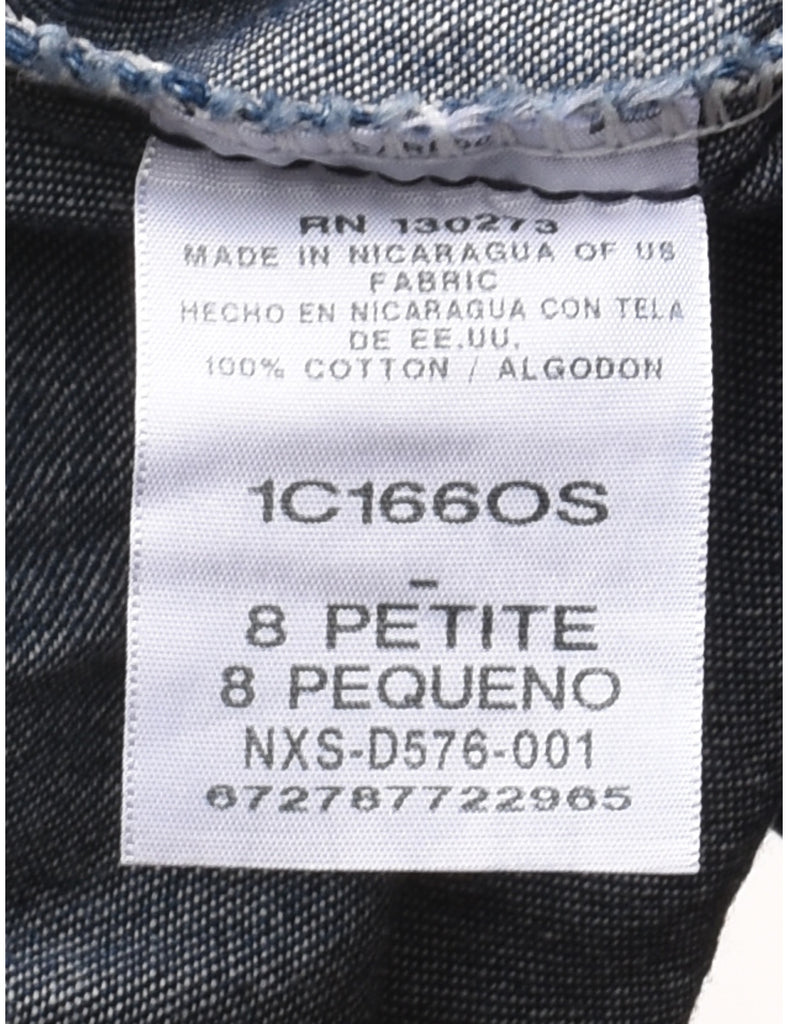 RN 130273
MADE IN NICARAGUA OF US
FABRIC
HECHO EN NICARAGUA CON TELA
DE EE.UU.
100% COTTON / ALGODON
1C166OS
-
8 PETITE
8 PEQUENO
NXS-D576-001
672787722965